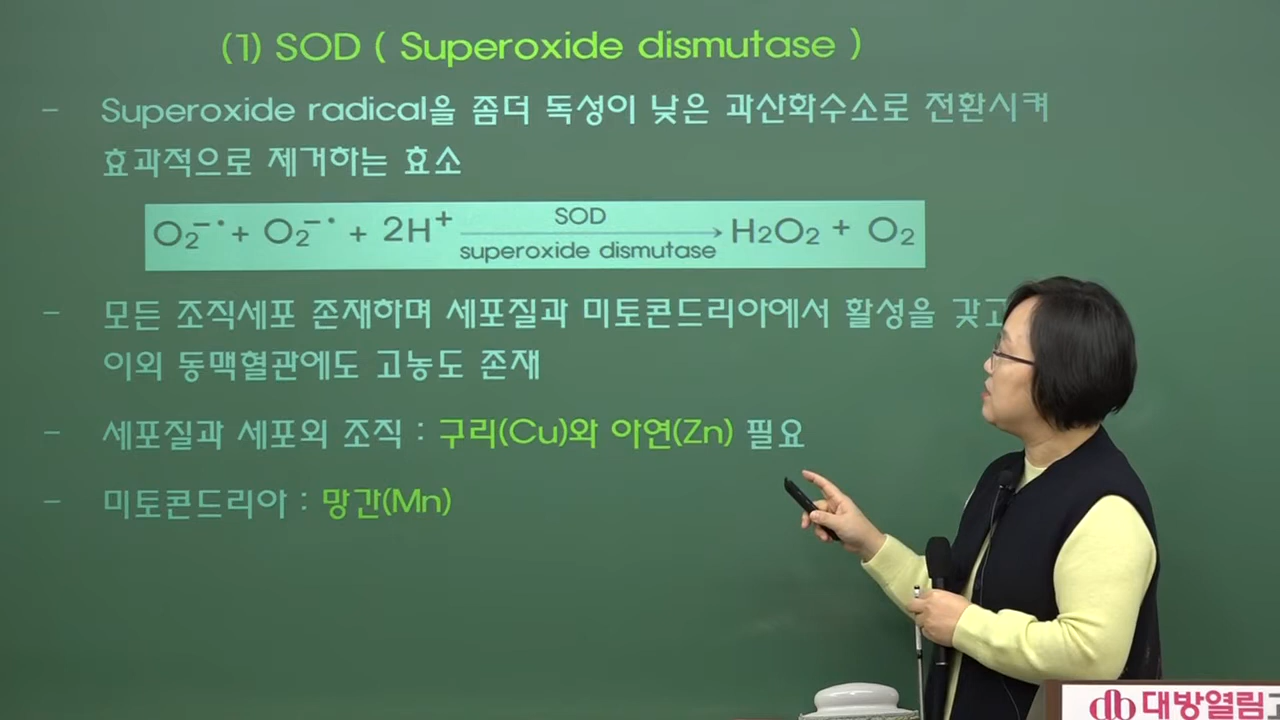 (1) SOD ( Superoxide dismutase )
- Superoxide radical을 좀더 독성이 낮은 과산화수소로 전환시켜
효과적으로 제거하는 효소
O₂⁻˙ + O₂⁻˙ + 2H⁺ SOD superoxide dismutase → H₂O₂ + O₂
- 모든 조직세포 존재하며 세포질과 미토콘드리아에서 활성을 갖고
이외 동맥혈관에도 고농도 존재
- 세포질과 세포외 조직 : 구리(Cu)와 아연(Zn) 필요
- 미토콘드리아 : 망간(Mn)
대방열림고